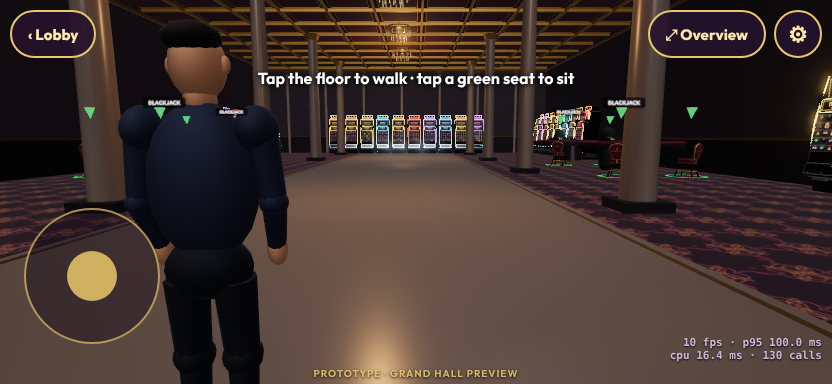 ‹ Lobby
Overview
Tap the floor to walk · tap a green seat to sit
BLACKJACK
BLACKJACK
BLACKJACK
10 fps · p95 100.0 ms
cpu 16.4 ms · 130 calls
PROTOTYPE · GRAND HALL PREVIEW